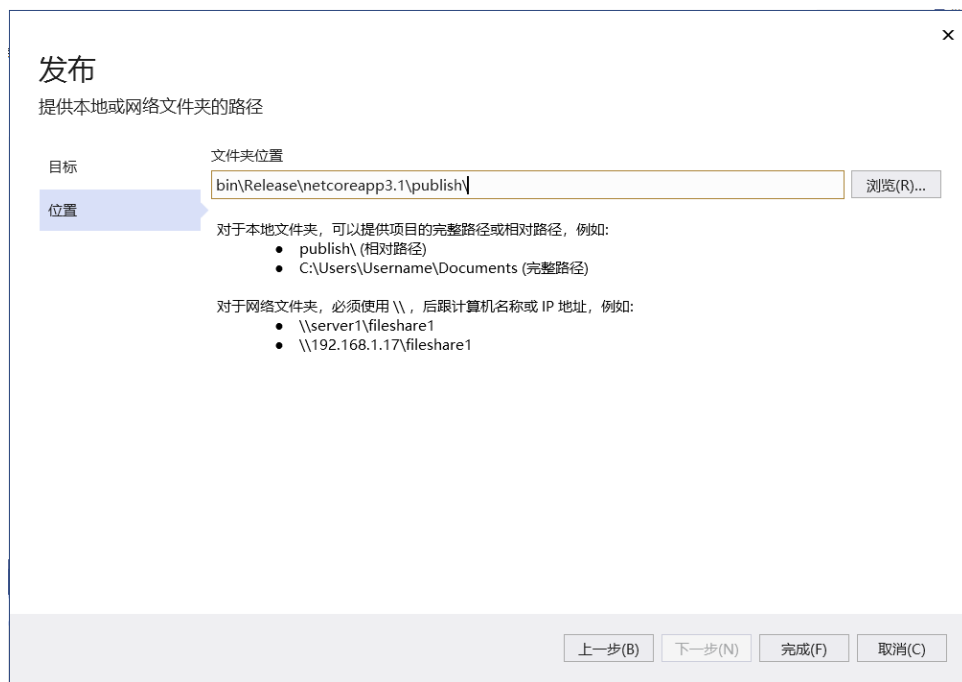 发布
提供本地或网络文件夹的路径
目标
位置
文件夹位置
bin\Release\netcoreapp3.1\publish\
浏览(R)...
对于本地文件夹，可以提供项目的完整路径或相对路径，例如:
● publish\ (相对路径)
● C:\Users\Username\Documents (完整路径)
对于网络文件夹，必须使用 \\ ，后跟计算机名称或 IP 地址，例如:
● \\server1\fileshare1
● \\192.168.1.17\fileshare1
上一步(B)
下一步(N)
完成(F)
取消(C)